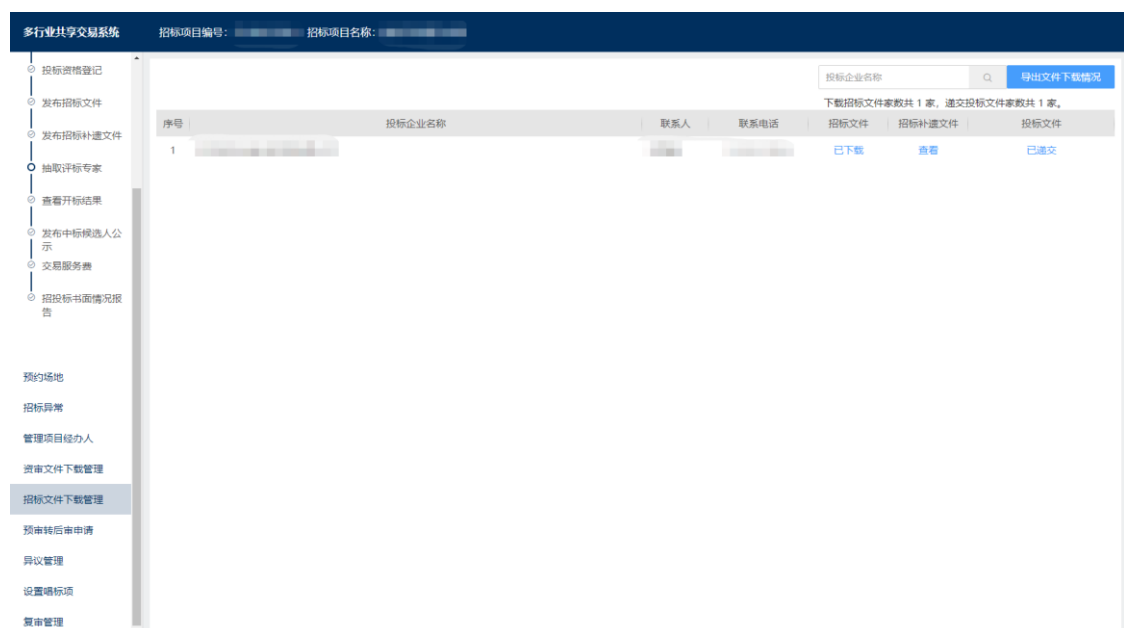 多行业共享交易系统 招标项目编号： 招标项目名称：
投标资格登记
发布招标文件
发布招标补遗文件
抽取评标专家
查看开标结果
发布中标候选人公
示
交易服务费
招投标书面情况报
告
预约场地
招标异常
管理项目经办人
资审文件下载管理
招标文件下载管理
预审转后审申请
异议管理
设置唱标项
复审管理
投标企业名称 导出文件下载情况
下载招标文件家数共 1 家，递交投标文件家数共 1 家。
序号 投标企业名称 联系人 联系电话 招标文件 招标补遗文件 投标文件
1 已下载 查看 已递交